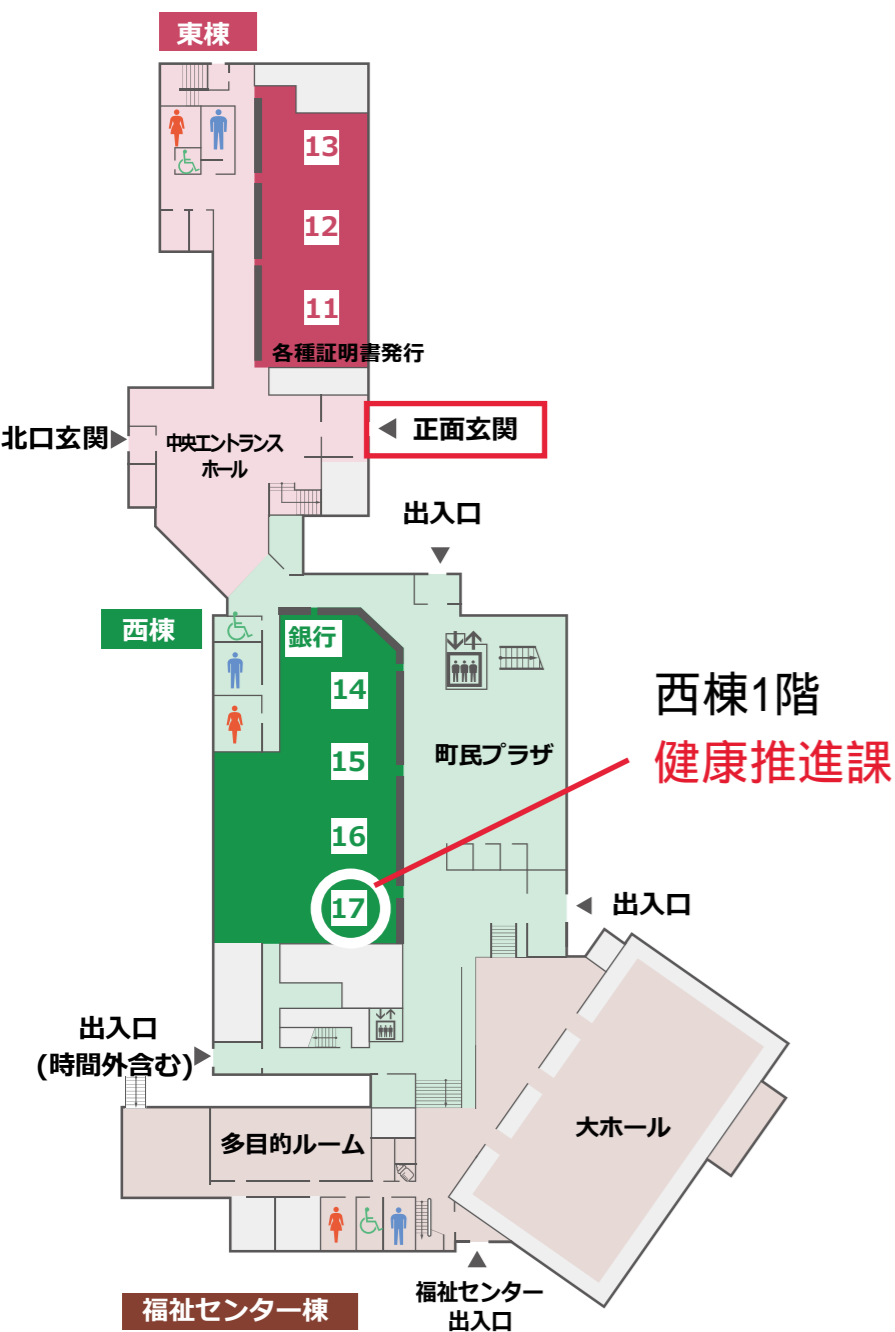 東棟
13
12
11
各種証明書発行
北口玄関
中央エントランス
ホール
正面玄関
出入口
西棟
銀行
14
15
16
17
町民プラザ
西棟1階
健康推進課
出入口
出入口
(時間外含む)
多目的ルーム
大ホール
福祉センター棟
福祉センター
出入口